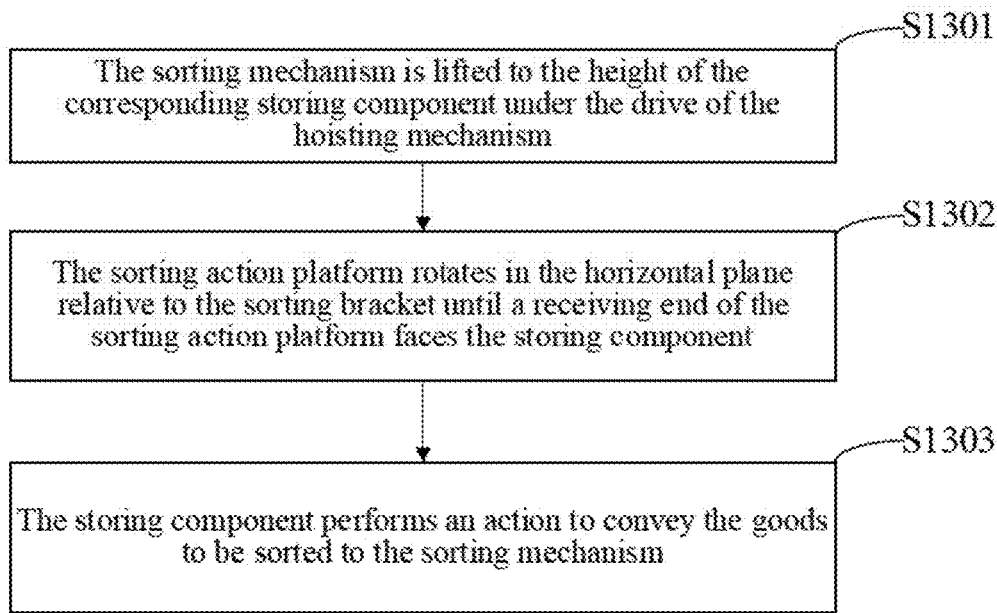 S1301
The sorting mechanism is lifted to the height of the
corresponding storing component under the drive of the
hoisting mechanism
S1302
The sorting action platform rotates in the horizontal plane
relative to the sorting bracket until a receiving end of the
sorting action platform faces the storing component
S1303
The storing component performs an action to convey the goods
to be sorted to the sorting mechanism